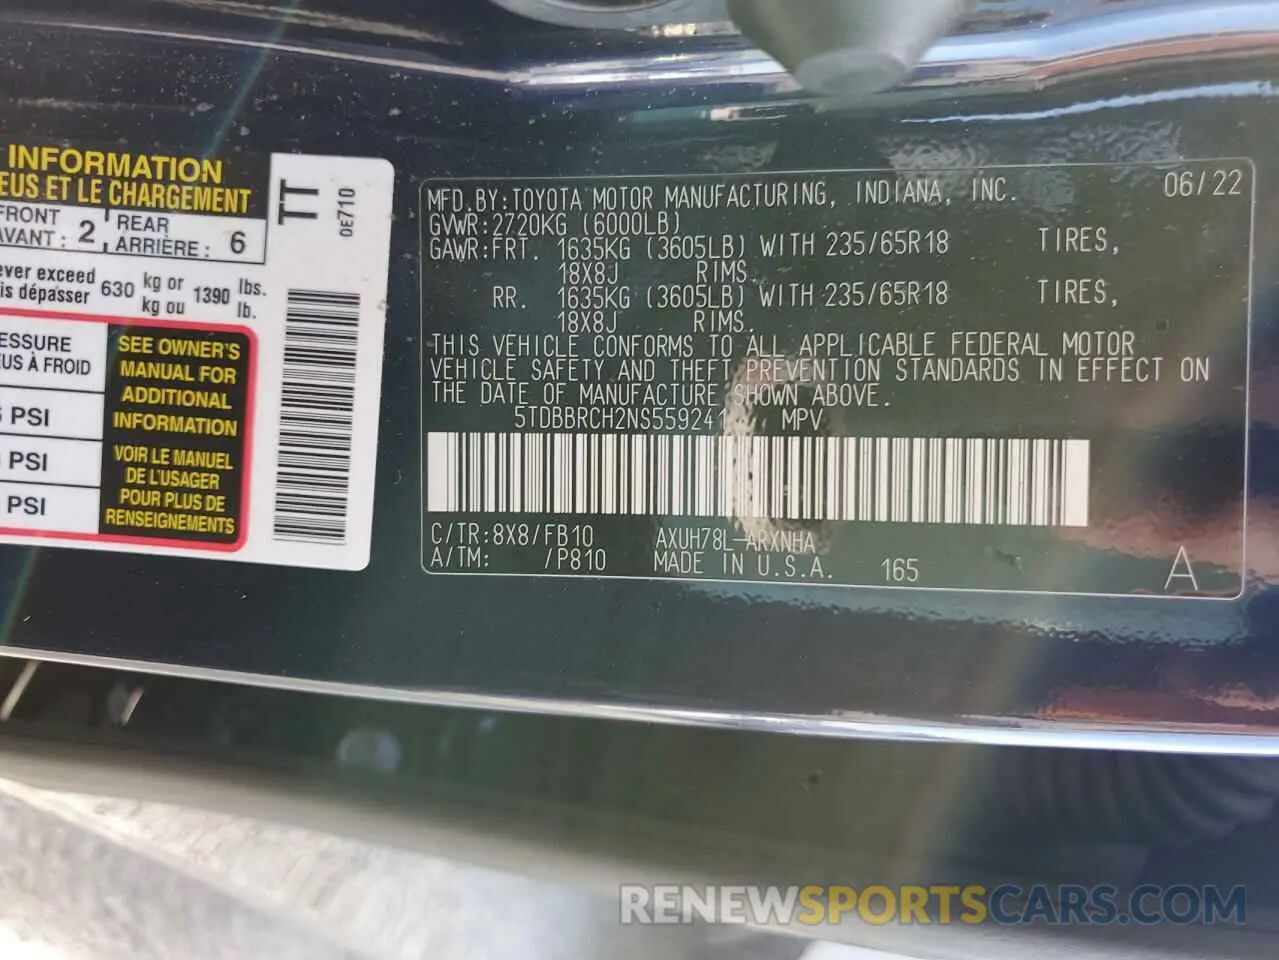 INFORMATION
EUS ET LE CHARGEMENT
FRONT
AVANT : 2
REAR
ARRIÈRE : 6
ever exceed
is dépasser 630 kg or
kg ou 1390 lbs.
lb.
ESSURE
US À FROID
PSI
PSI
PSI
SEE OWNER'S
MANUAL FOR
ADDITIONAL
INFORMATION
VOIR LE MANUEL
DE L'USAGER
POUR PLUS DE
RENSEIGNEMENTS
TT
0E710
MFD.BY:TOYOTA MOTOR MANUFACTURING, INDIANA, INC. 06/22
GVWR:2720KG (6000LB)
GAWR:FRT. 1635KG (3605LB) WITH 235/65R18 TIRES,
18X8J RIMS.
RR. 1635KG (3605LB) WITH 235/65R18 TIRES,
18X8J RIMS.
THIS VEHICLE CONFORMS TO ALL APPLICABLE FEDERAL MOTOR
VEHICLE SAFETY AND THEFT PREVENTION STANDARDS IN EFFECT ON
THE DATE OF MANUFACTURE SHOWN ABOVE.
5TDBBRCH2NS559241 MPV
C/TR:8X8/FB10 AXUH78L-ARXNHA
A/TM: /P810 MADE IN U.S.A. 165 A
RENEWSPORTSCARS.COM